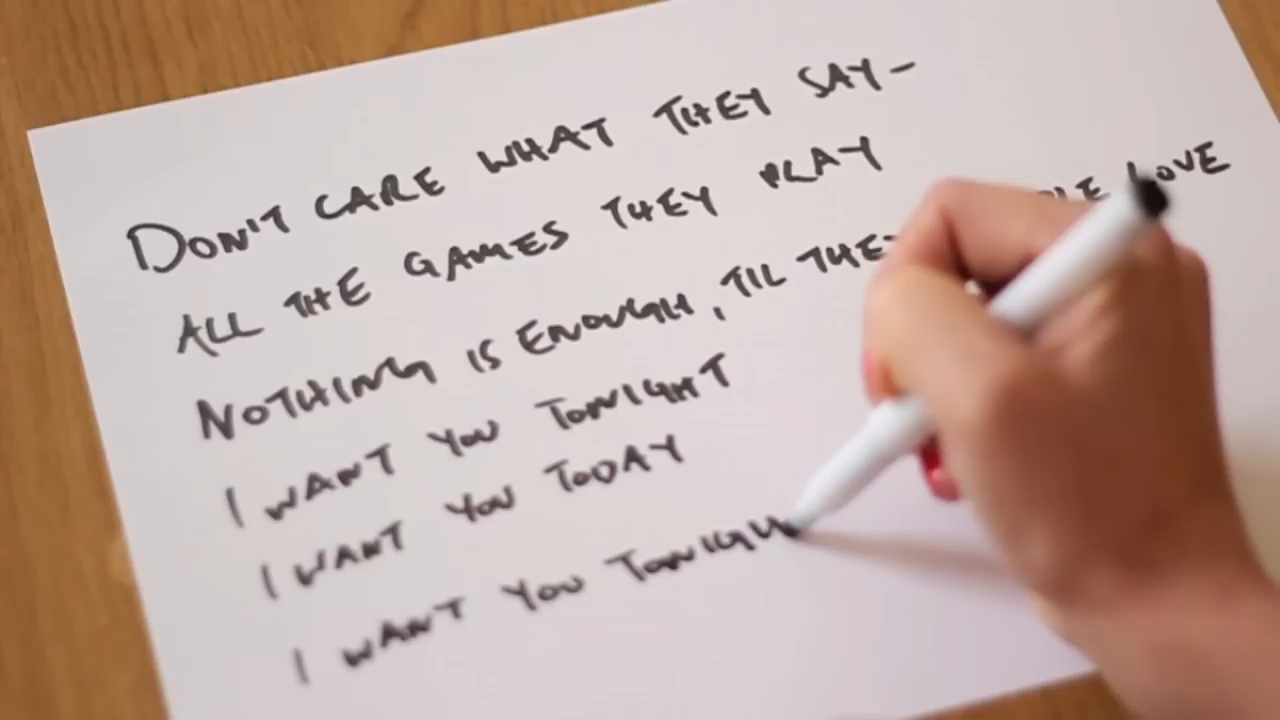 DON'T CARE WHAT THEY SAY-
ALL THE GAMES THEY PLAY
NOTHING IS ENOUGH, TIL THE LOVE
I WANT YOU TONIGHT
I WANT YOU TODAY
I WANT YOU TONIGH